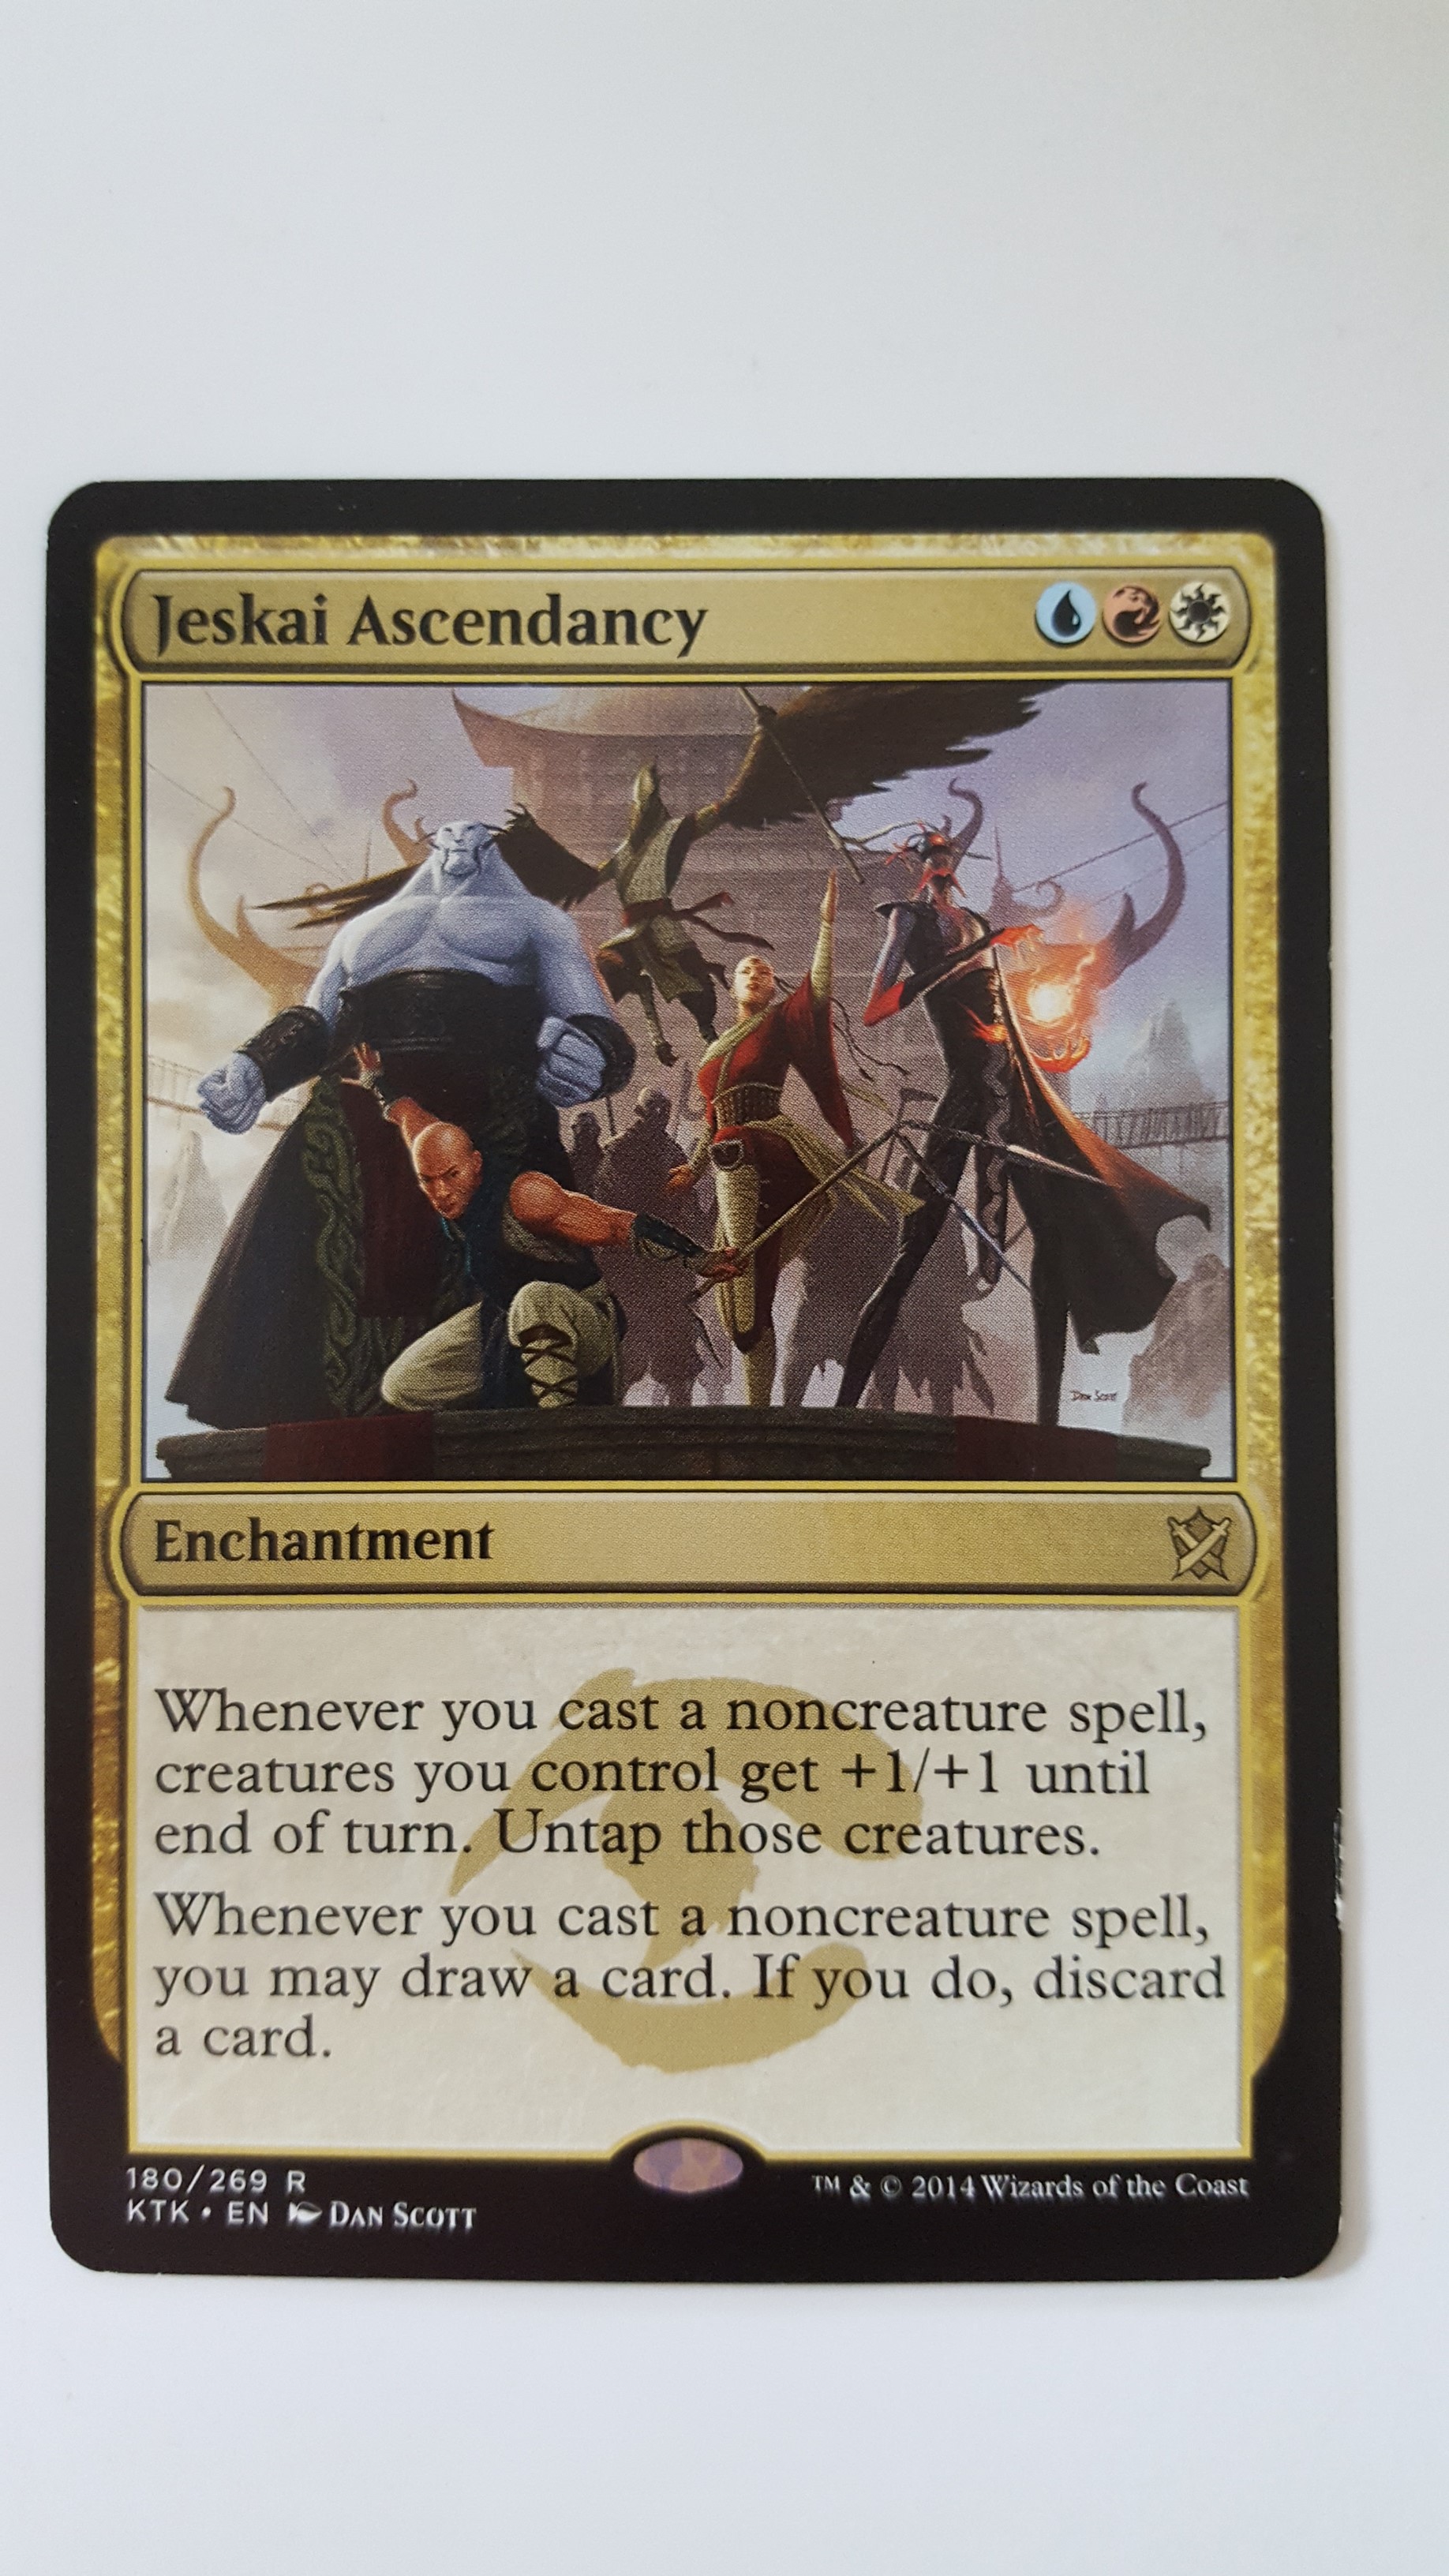 Jeskai Ascendancy
Dan Scott
Enchantment
Whenever you cast a noncreature spell,
creatures you control get +1/+1 until
end of turn. Untap those creatures.
Whenever you cast a noncreature spell,
you may draw a card. If you do, discard
a card.
180/269 R
KTK • EN Dan Scott
™ & © 2014 Wizards of the Coast